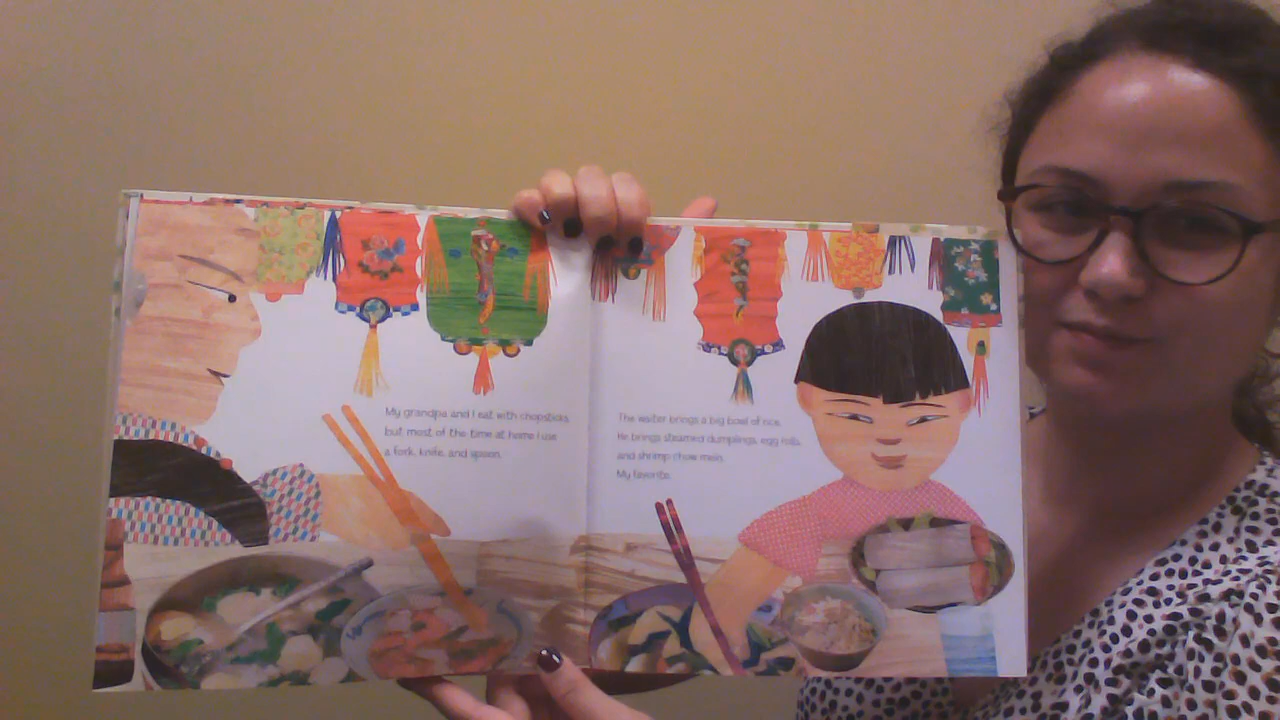 My grandpa and I eat with chopsticks,
but most of the time at home I use
a fork, knife, and spoon.
The waiter brings a big bowl of rice.
He brings steamed dumplings, egg rolls,
and shrimp chow mein.
My favorite.